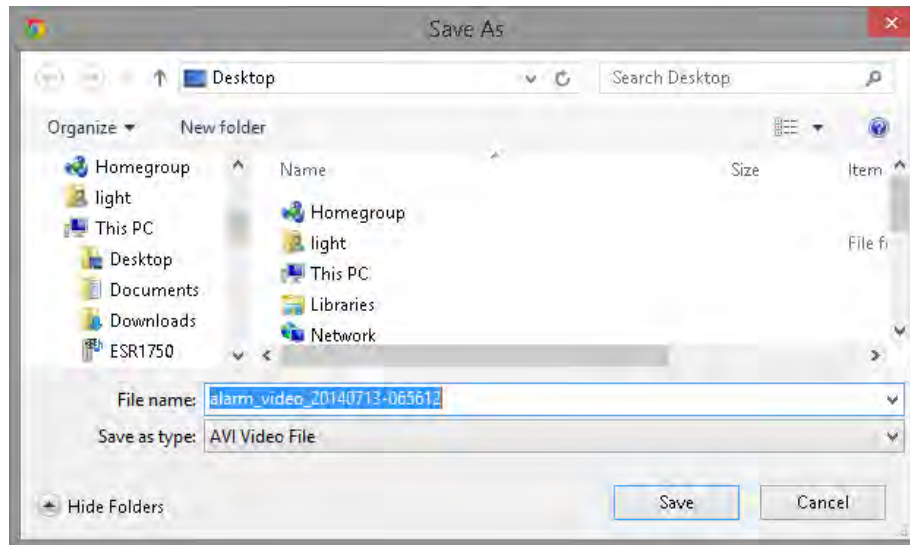 Save As
Desktop
Search Desktop
Organize
New folder
Homegroup
light
This PC
Desktop
Documents
Downloads
ESR1750
Name
Size
Item
Homegroup
light
File f
This PC
Libraries
Network
File name: alarm_video_20140713-065612
Save as type: AVI Video File
Hide Folders
Save
Cancel